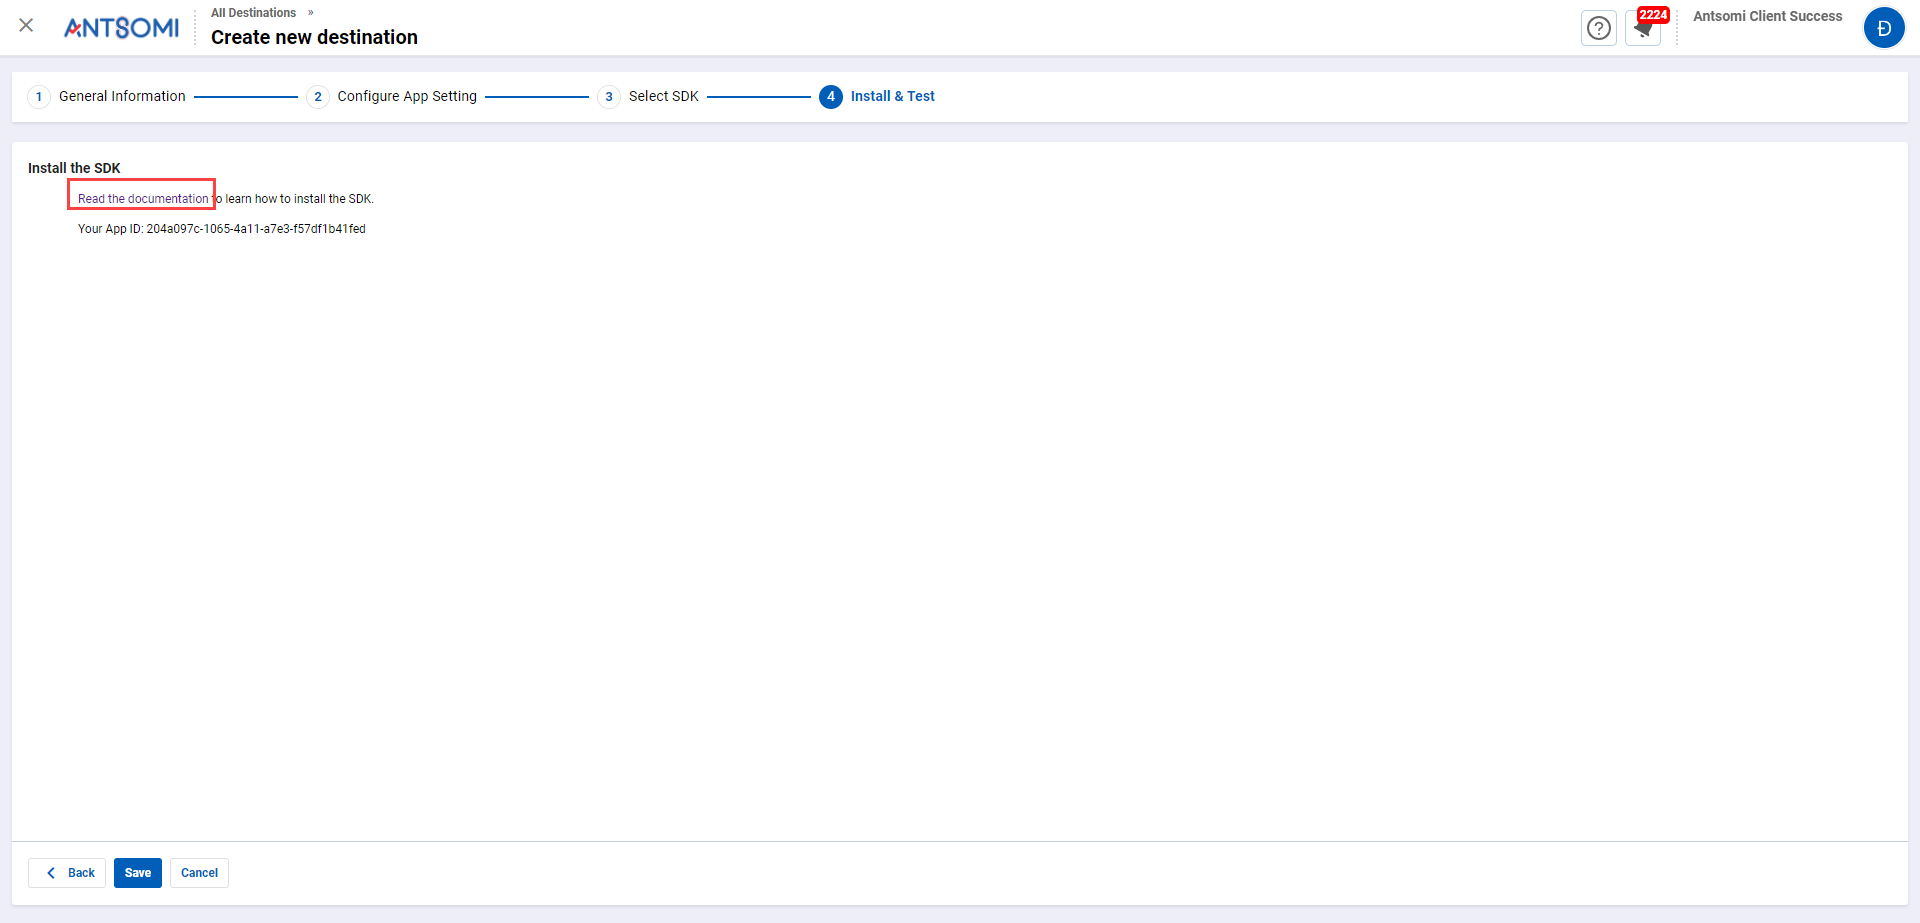 ANTSOMI
All Destinations »
Create new destination
2224
Antsomi Client Success
Đ
1 General Information
2 Configure App Setting
3 Select SDK
4 Install & Test
Install the SDK
Read the documentation to learn how to install the SDK.
Your App ID: 204a097c-1065-4a11-a7e3-f57df1b41fed
Back
Save
Cancel